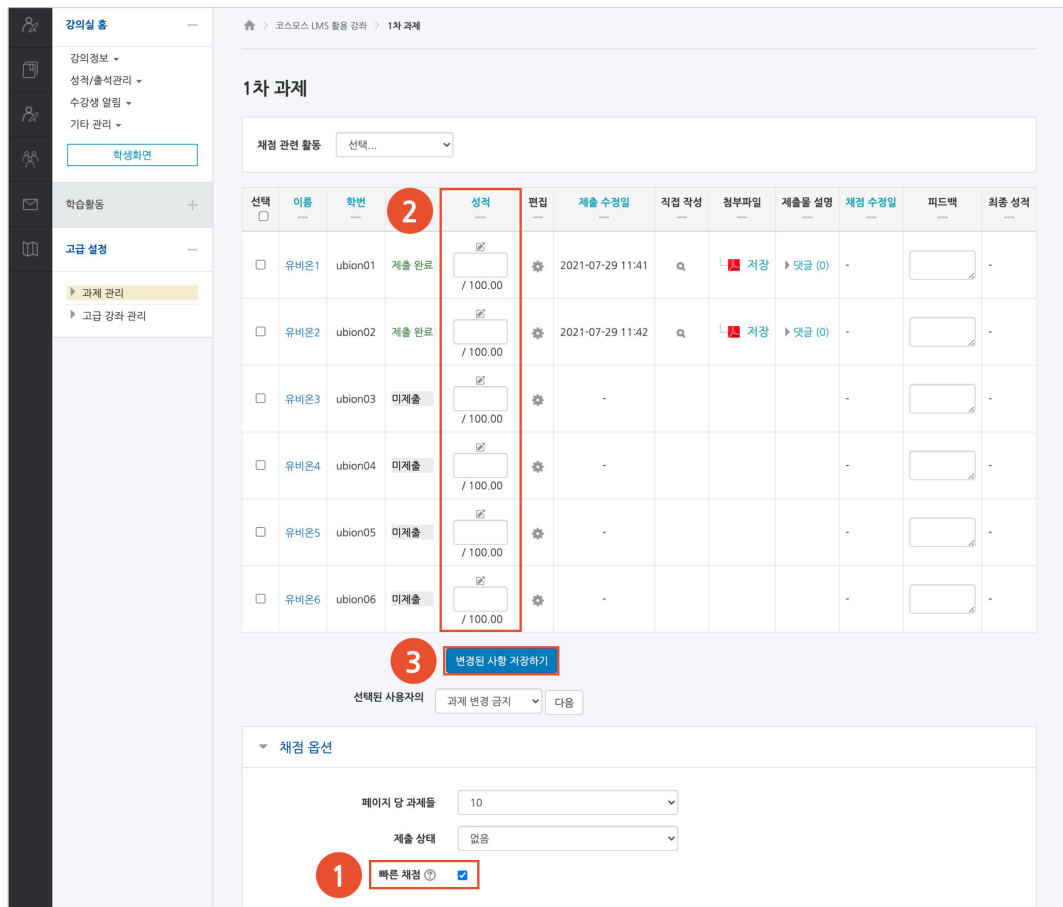 강의실 홈
강의정보
성적/출석관리
수강생 알림
기타 관리
학생화면
학습활동
고급 설정
과제 관리
고급 강좌 관리
코스모스 LMS 활용 강좌 > 1차 과제
1차 과제
채점 관련 활동 선택...
선택 이름 학번 2 성적 편집 제출 수정일 직접 작성 첨부파일 제출물 설명 채점 수정일 피드백 최종 성적
유비온1 ubion01 제출 완료 / 100.00 2021-07-29 11:41 저장 댓글 (0) - -
유비온2 ubion02 제출 완료 / 100.00 2021-07-29 11:42 저장 댓글 (0) - -
유비온3 ubion03 미제출 / 100.00 - - -
유비온4 ubion04 미제출 / 100.00 - - -
유비온5 ubion05 미제출 / 100.00 - - -
유비온6 ubion06 미제출 / 100.00 - - -
3 변경된 사항 저장하기
선택된 사용자의 과제 변경 금지 다음
채점 옵션
페이지 당 과제들 10
제출 상태 없음
1 빠른 채점